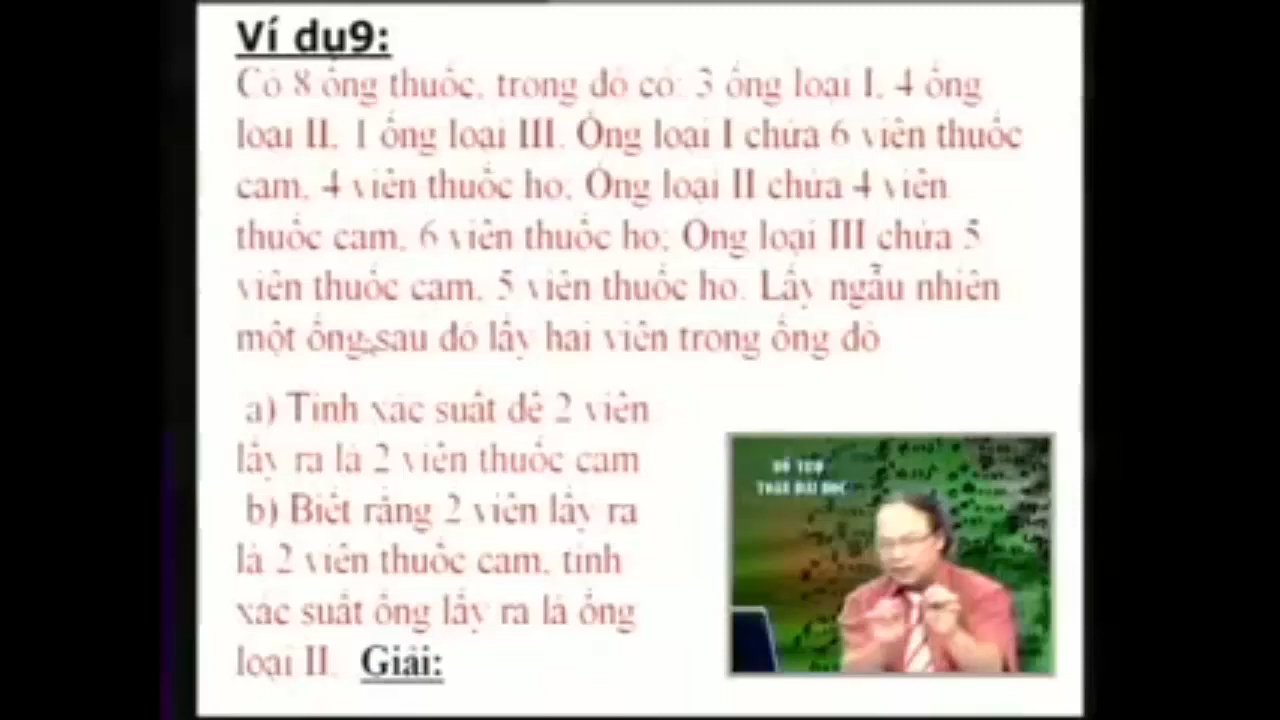 Ví dụ9:
Có 8 ống thuốc, trong đó có: 3 ống loại I, 4 ống
loại II, 1 ống loại III. Ống loại I chứa 6 viên thuốc
cam, 4 viên thuốc ho; Ống loại II chứa 4 viên
thuốc cam, 6 viên thuốc ho; Ống loại III chứa 5
viên thuốc cam, 5 viên thuốc ho. Lấy ngẫu nhiên
một ống sau đó lấy hai viên trong ống đó
a) Tính xác suất để 2 viên
lấy ra là 2 viên thuốc cam
b) Biết rằng 2 viên lấy ra
là 2 viên thuốc cam, tính
xác suất ống lấy ra là ống
loại II. Giải: